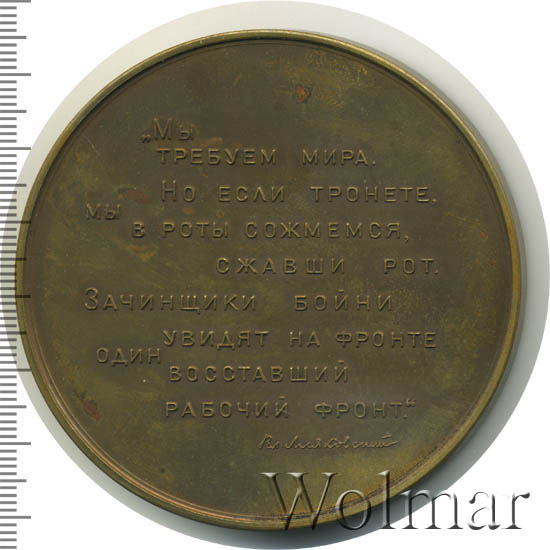 „Мы
ТРЕБУЕМ МИРА.
НО ЕСЛИ ТРОНЕТЕ,
МЫ
В РОТЫ СОЖМЕМСЯ,
СЖАВШИ РОТ.
ЗАЧИНЩИКИ БОЙНИ
УВИДЯТ НА ФРОНТЕ
ОДИН
ВОССТАВШИЙ
РАБОЧИЙ ФРОНТ."
Вл Маяковский
Wolmar